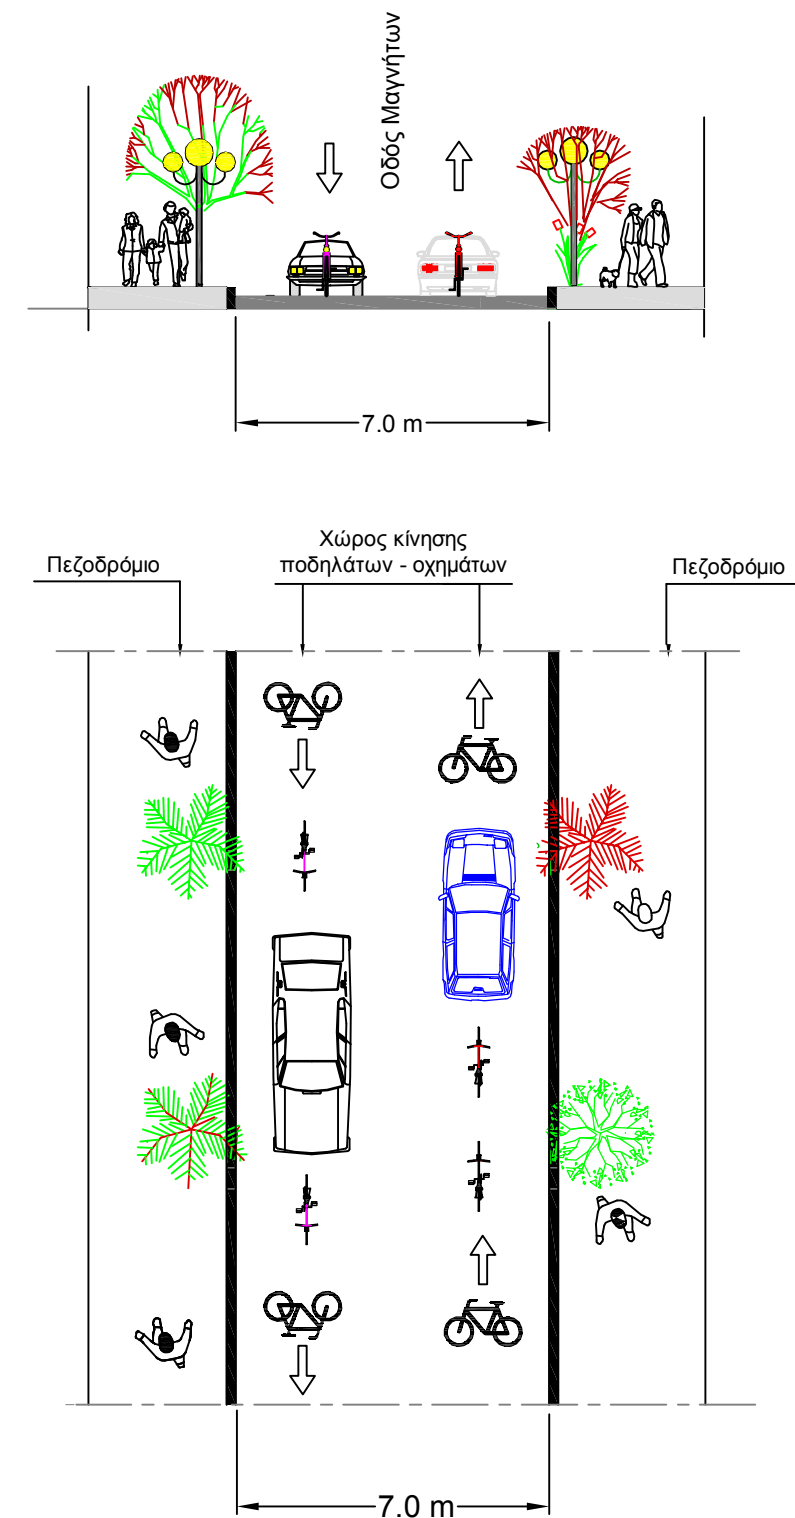 Οδός Μαγνήτων
7.0 m
Χώρος κίνησης
ποδηλάτων - οχημάτων
Πεζοδρόμιο
Πεζοδρόμιο
7.0 m